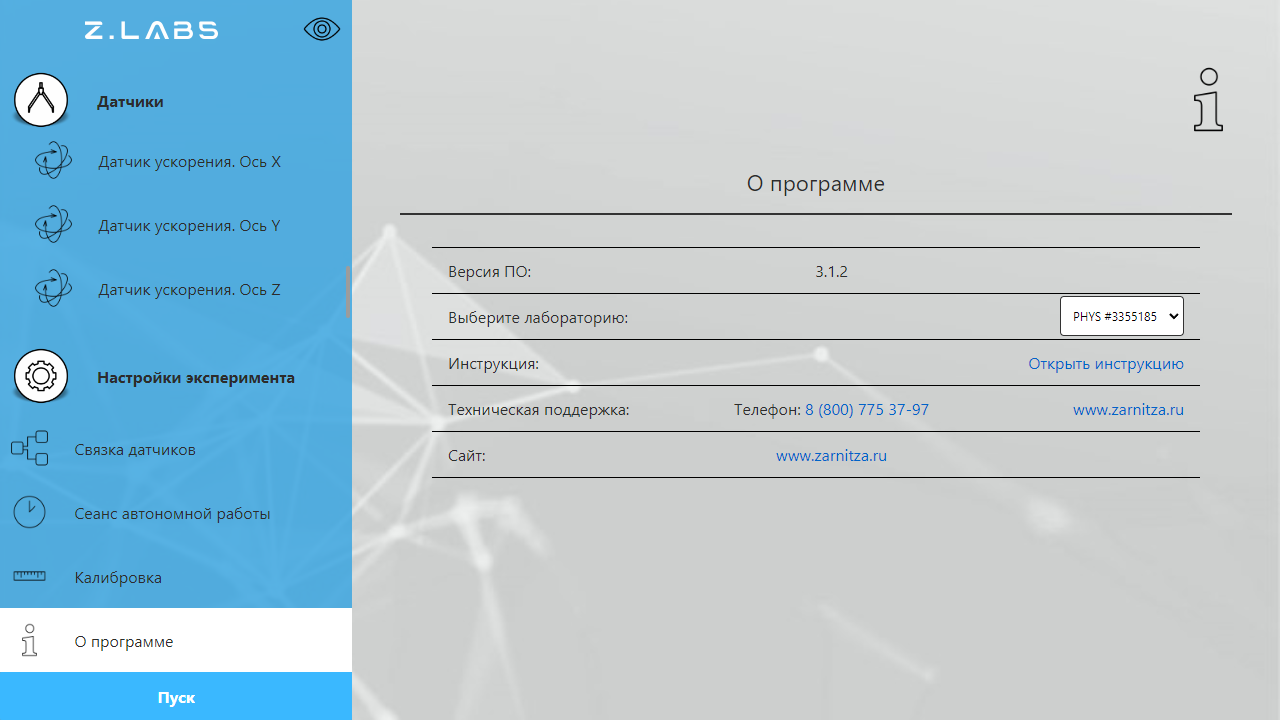 Z.LABS
Датчики
Датчик ускорения. Ось X
Датчик ускорения. Ось Y
Датчик ускорения. Ось Z
Настройки эксперимента
Связка датчиков
Сеанс автономной работы
Калибровка
О программе
Пуск
О программе
Версия ПО: 3.1.2
Выберите лабораторию: PHYS #3355185
Инструкция: Открыть инструкцию
Техническая поддержка: Телефон: 8 (800) 775 37-97 www.zarnitza.ru
Сайт: www.zarnitza.ru